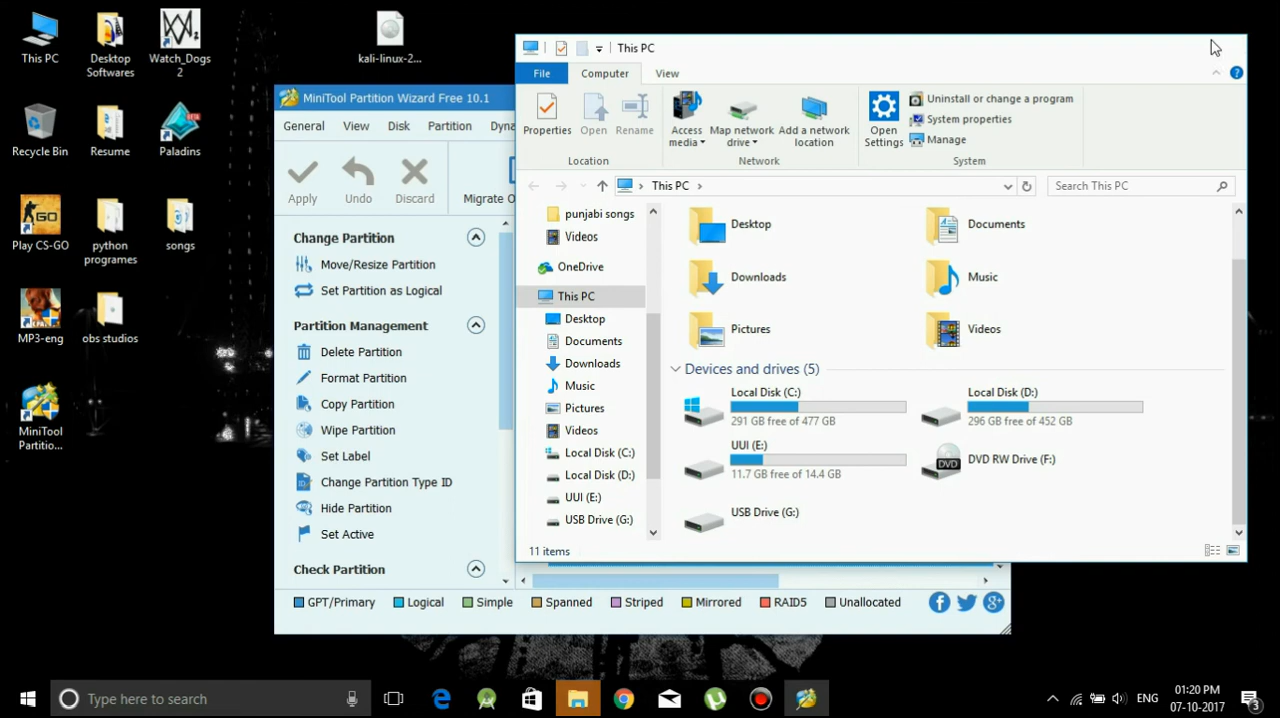 This PC
Desktop
Softwares
Watch_Dogs
2
kali-linux-2...
Recycle Bin
Resume
Paladins
Play CS-GO
python
programes
songs
MP3-eng
obs studios
MiniTool
Partitio...
MiniTool Partition Wizard Free 10.1
General
View
Disk
Partition
Dyna
Apply
Undo
Discard
Migrate O
Change Partition
Move/Resize Partition
Set Partition as Logical
Partition Management
Delete Partition
Format Partition
Copy Partition
Wipe Partition
Set Label
Change Partition Type ID
Hide Partition
Set Active
Check Partition
GPT/Primary
Logical
Simple
Spanned
Striped
Mirrored
RAID5
Unallocated
This PC
File
Computer
View
Properties
Open
Rename
Location
Access
media
Map network
drive
Add a network
location
Network
Open
Settings
Uninstall or change a program
System properties
Manage
System
This PC
Search This PC
punjabi songs
Videos
OneDrive
This PC
Desktop
Documents
Downloads
Music
Pictures
Videos
Local Disk (C:)
Local Disk (D:)
UUI (E:)
USB Drive (G:)
Desktop
Documents
Downloads
Music
Pictures
Videos
Devices and drives (5)
Local Disk (C:)
291 GB free of 477 GB
Local Disk (D:)
296 GB free of 452 GB
UUI (E:)
11.7 GB free of 14.4 GB
DVD
DVD RW Drive (F:)
USB Drive (G:)
11 items
Type here to search
ENG
01:20 PM
07-10-2017
3